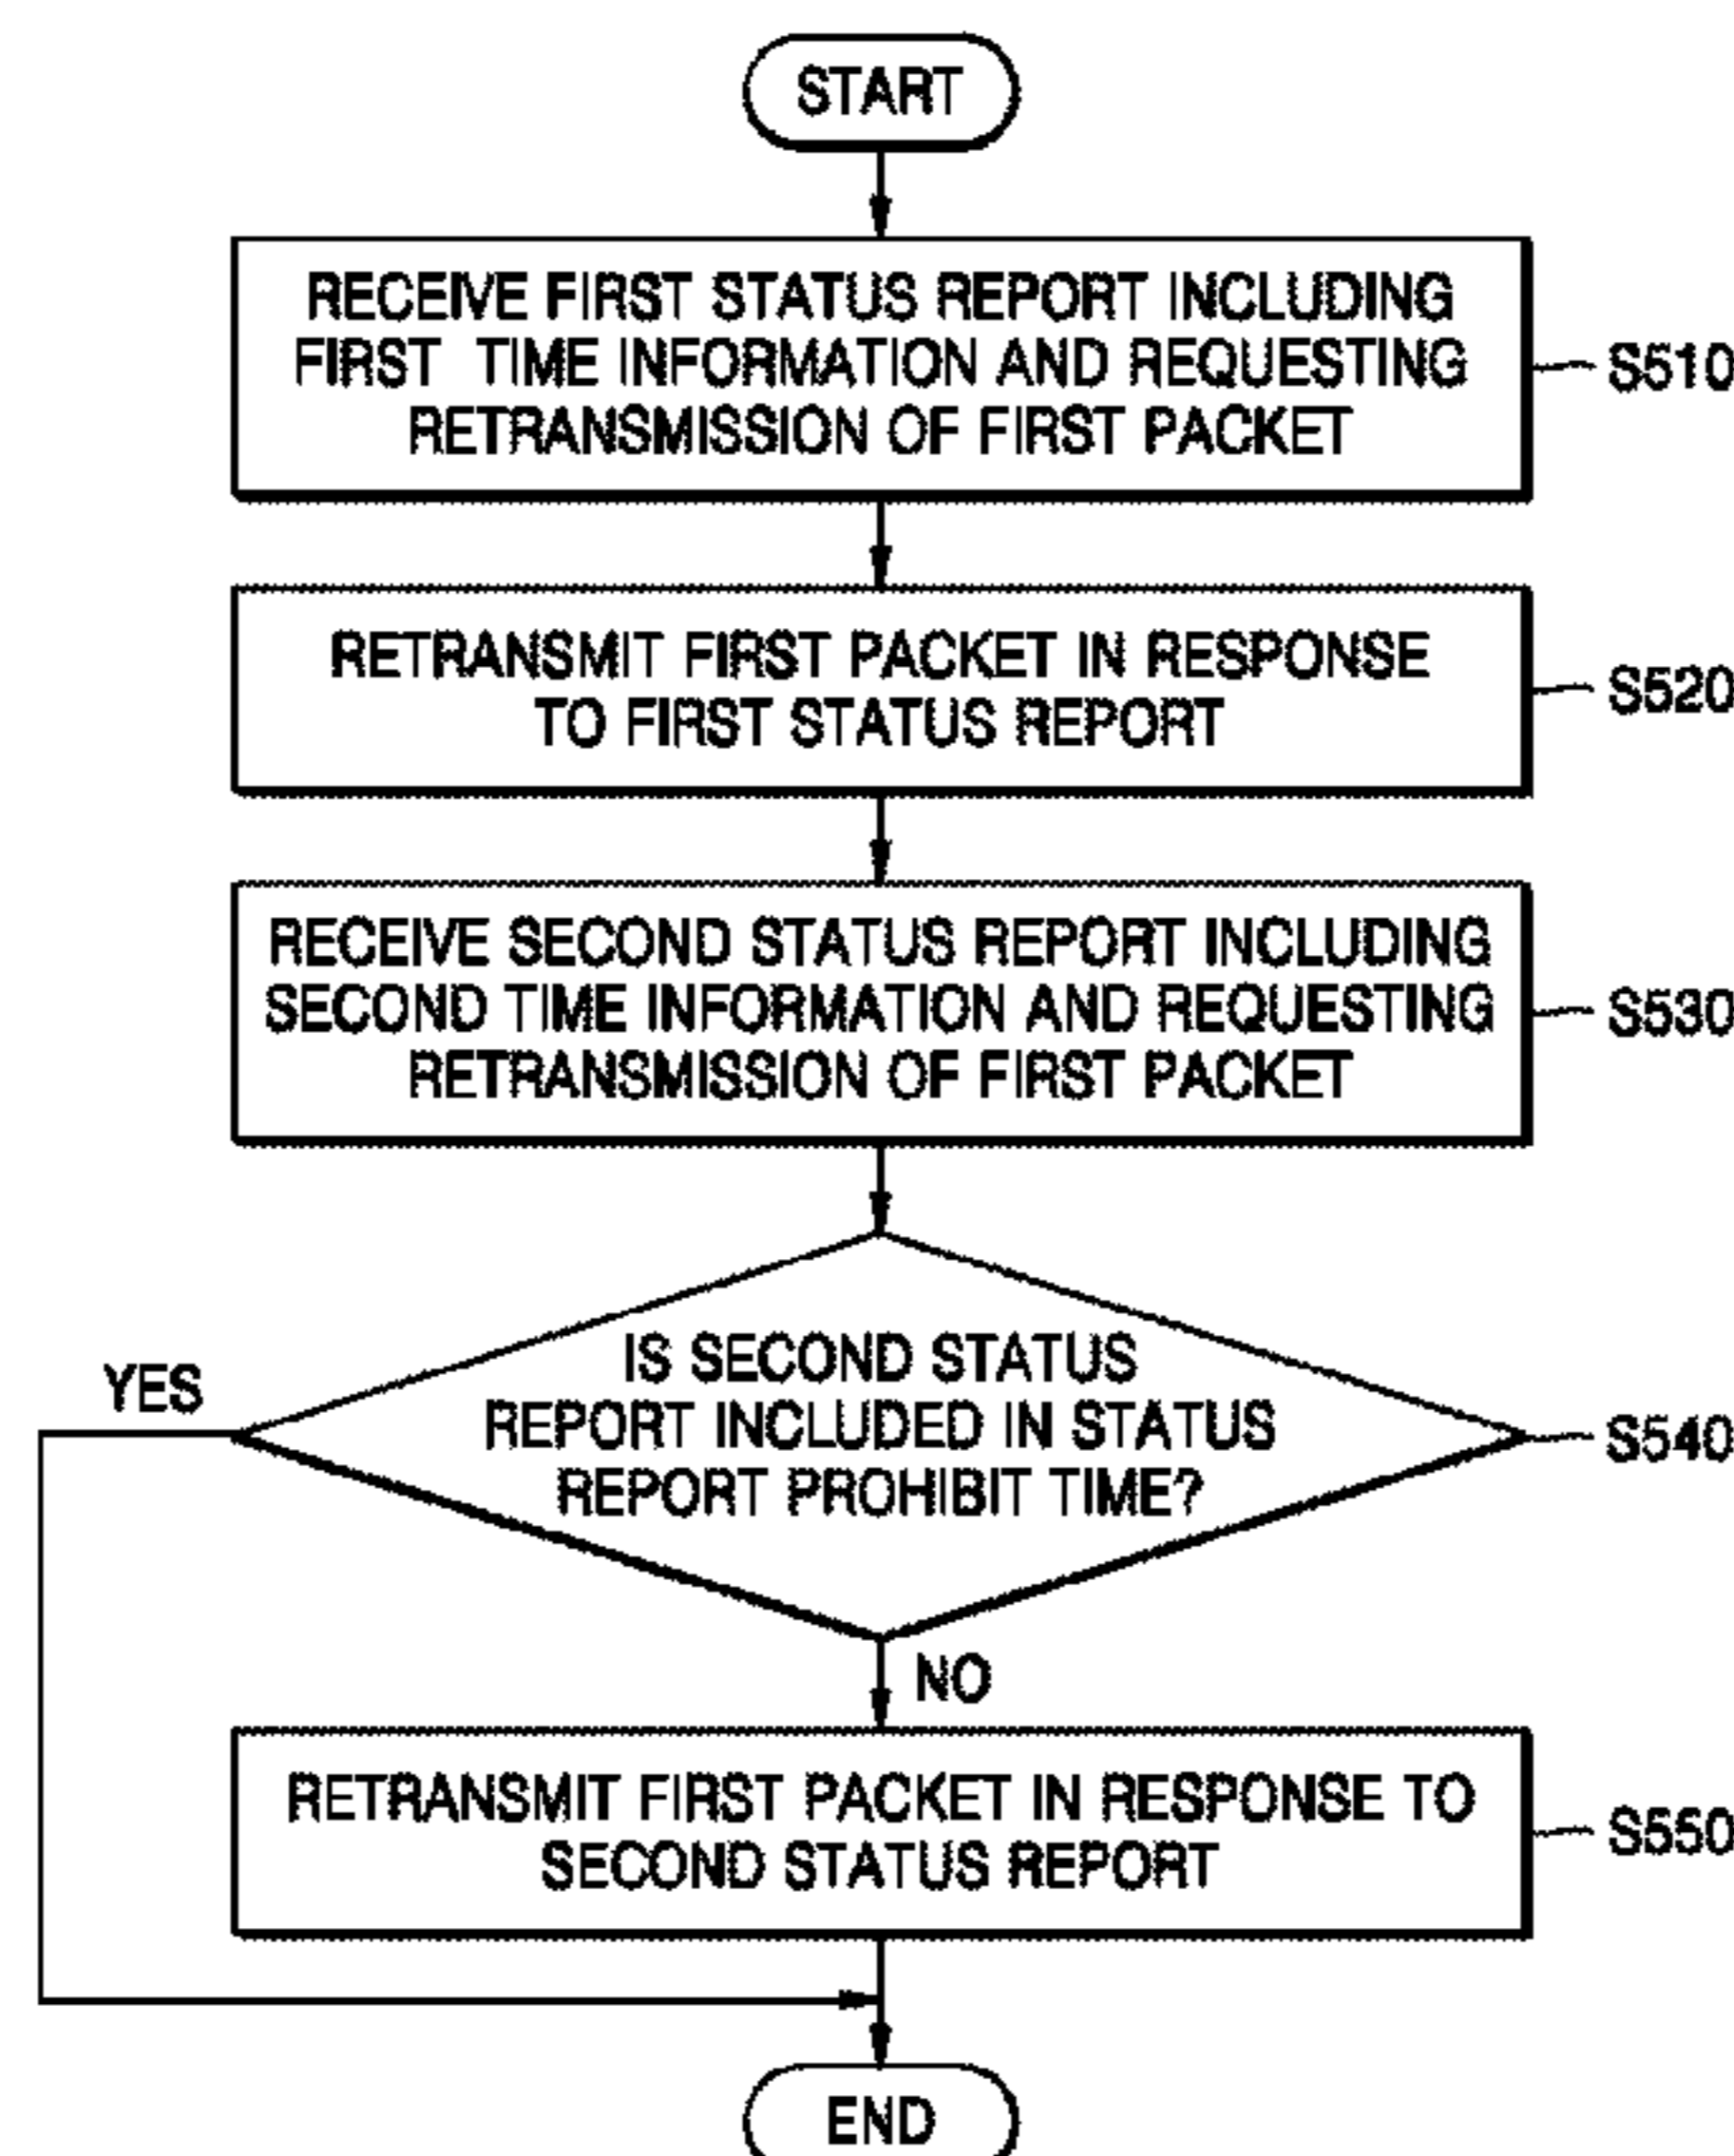 START
RECEIVE FIRST STATUS REPORT INCLUDING
FIRST TIME INFORMATION AND REQUESTING
RETRANSMISSION OF FIRST PACKET
S510
RETRANSMIT FIRST PACKET IN RESPONSE
TO FIRST STATUS REPORT
S520
RECEIVE SECOND STATUS REPORT INCLUDING
SECOND TIME INFORMATION AND REQUESTING
RETRANSMISSION OF FIRST PACKET
S530
IS SECOND STATUS
REPORT INCLUDED IN STATUS
REPORT PROHIBIT TIME?
YES
S540
NO
RETRANSMIT FIRST PACKET IN RESPONSE TO
SECOND STATUS REPORT
S550
END